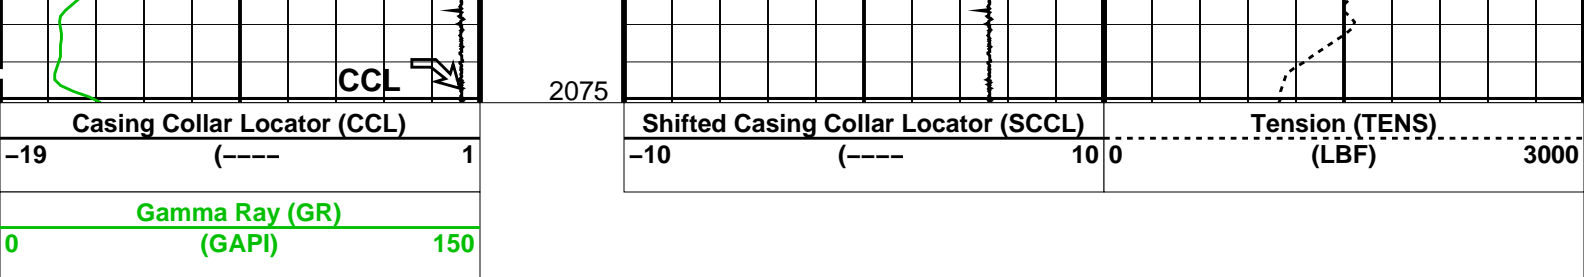 CCL
2075
Casing Collar Locator (CCL)
−19 (−−−− 1
Gamma Ray (GR)
0 (GAPI) 150
Shifted Casing Collar Locator (SCCL)
−10 (−−−− 10
Tension (TENS)
0 (LBF) 3000